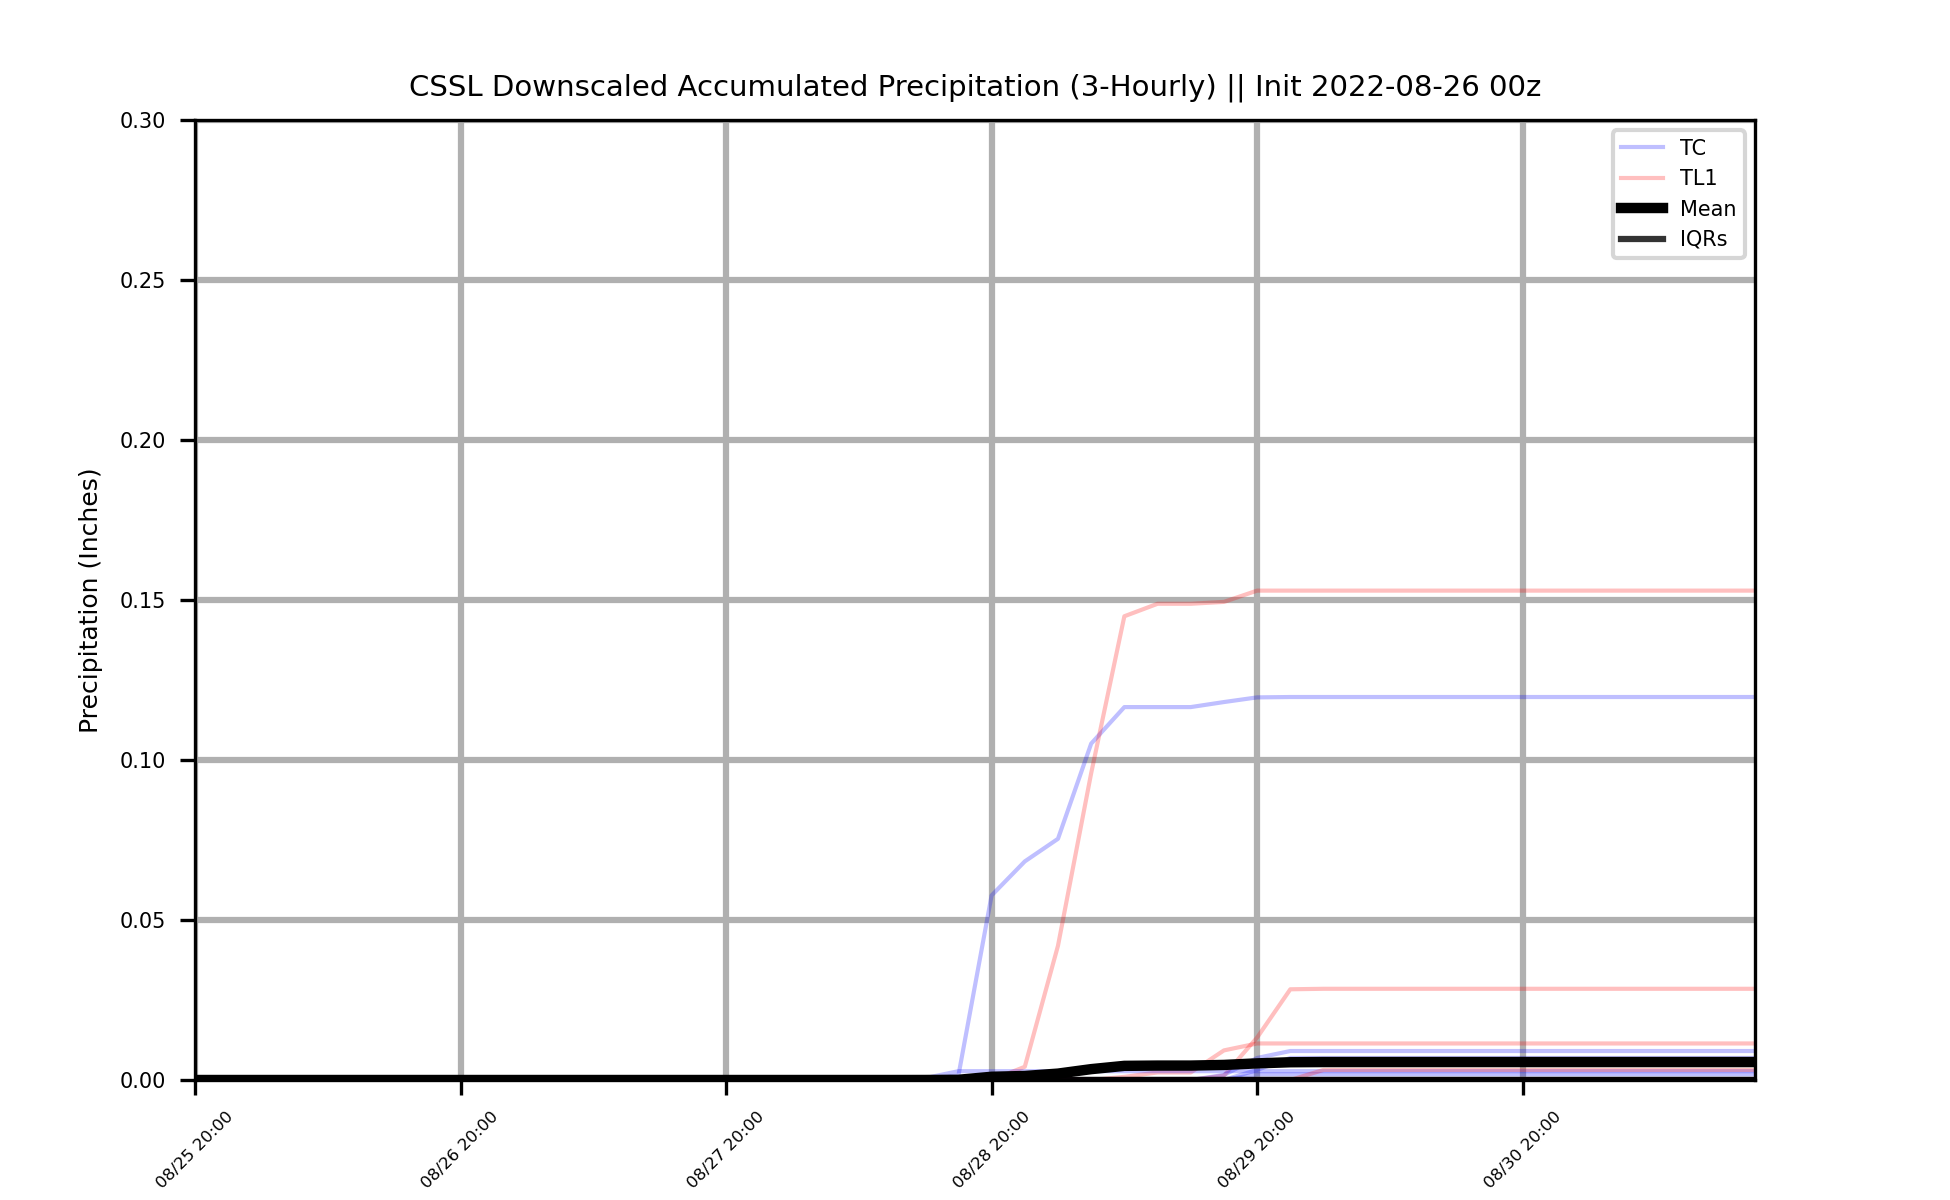 CSSL Downscaled Accumulated Precipitation (3-Hourly) || Init 2022-08-26 00z
TC
TL1
Mean
IQRs
Precipitation (Inches)
0.30
0.25
0.20
0.15
0.10
0.05
0.00
08/25 20:00
08/26 20:00
08/27 20:00
08/28 20:00
08/29 20:00
08/30 20:00